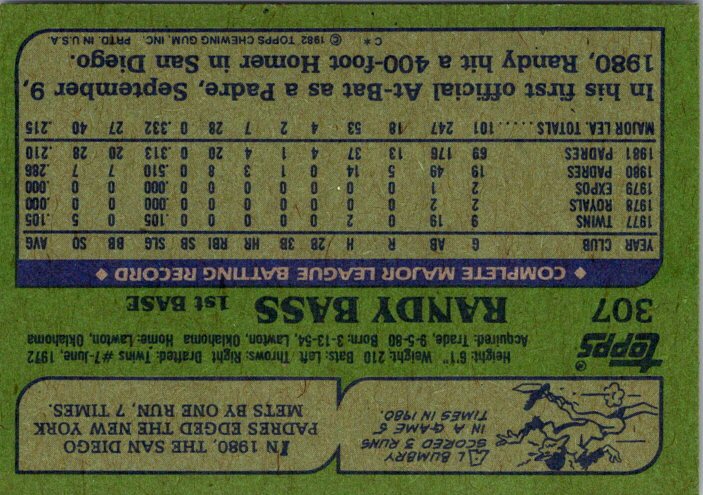 AL BUMBRY
SCORED 5 RUNS
IN A GAME 5
TIMES IN 1980.
IN 1980, THE SAN DIEGO
PADRES EDGED THE NEW YORK
METS BY ONE RUN, 7 TIMES.
topps®
Height: 6'1" Weight: 210 Bats: Left Throws: Right Drafted: Twins #7-June, 1972
Acquired: Trade, 9-5-80 Born: 3-13-54, Lawton, Oklahoma Home: Lawton, Oklahoma
307 RANDY BASS 1st BASE
◆ COMPLETE MAJOR LEAGUE BATTING RECORD ◆
YEAR CLUB G AB R H 2B 3B HR RBI SB SLG BB SO AVG
1977 TWINS 9 19 0 2 0 0 0 0 0 .105 0 5 .105
1978 ROYALS 2 2 0 0 0 0 0 0 0 .000 0 0 .000
1979 EXPOS 2 1 0 0 0 0 0 0 0 .000 0 0 .000
1980 PADRES 19 49 5 14 0 1 3 8 0 .510 7 7 .286
1981 PADRES 69 176 13 37 4 1 4 20 0 .313 20 28 .210
MAJOR LEA. TOTALS..... 101 247 18 53 4 2 7 28 0 .332 27 40 .215
In his first official At-Bat as a Padre, September, 9,
1980, Randy hit a 400-foot Homer in San Diego.
C* © 1982 TOPPS CHEWING GUM, INC. PRTD. IN U.S.A.